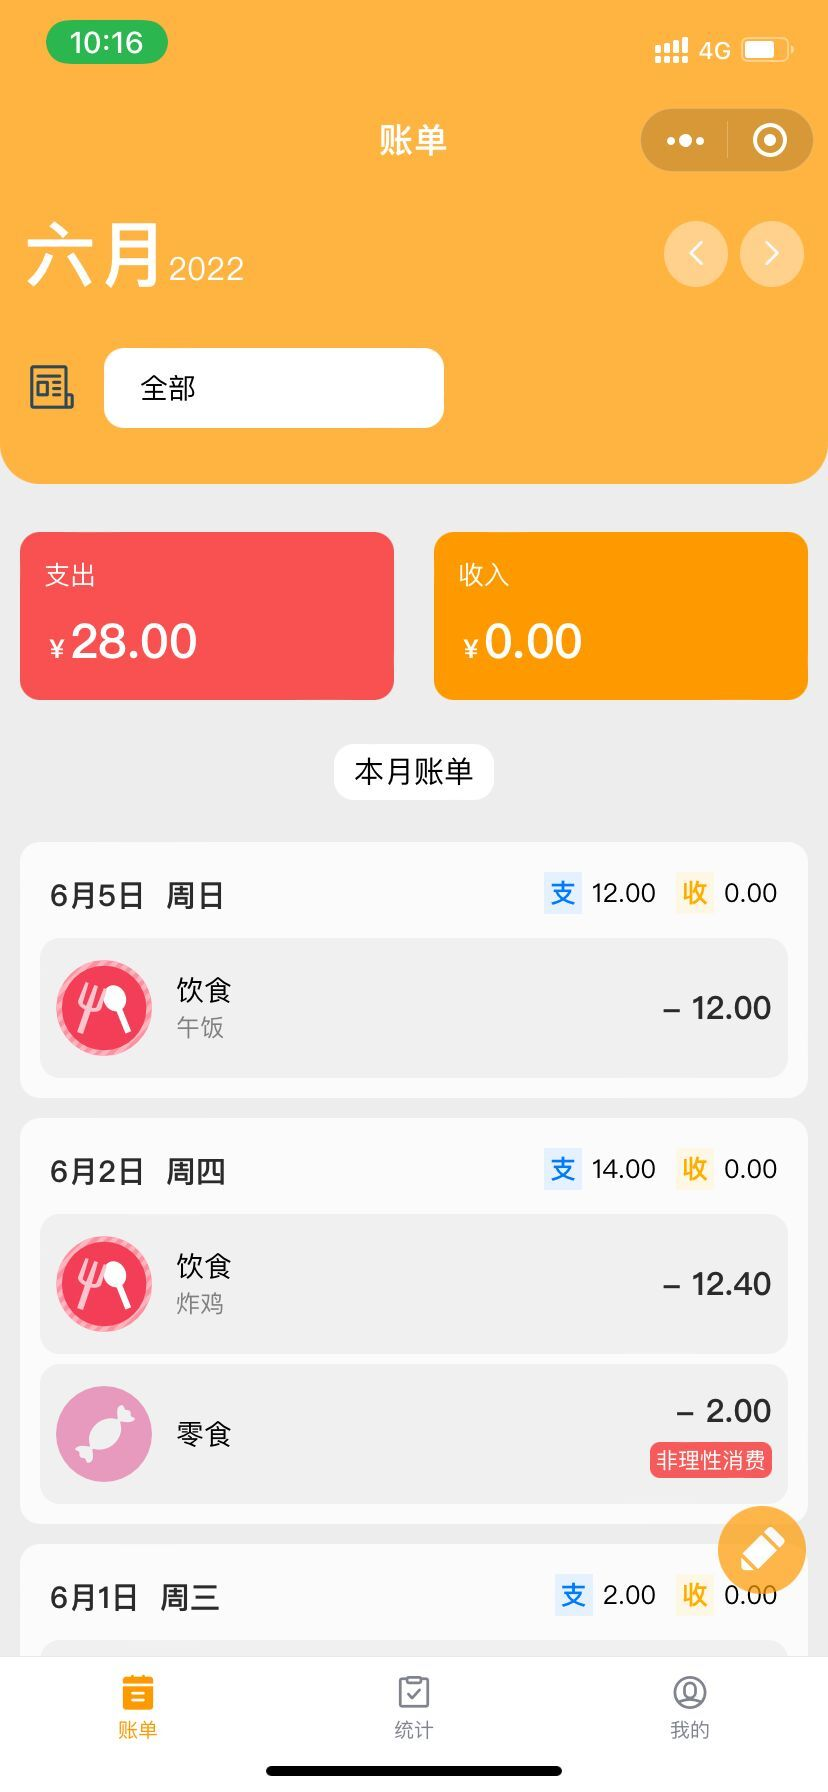 10:16
4G
账单
六月2022
全部
支出
收入
¥28.00
¥0.00
本月账单
6月5日 周日 支 12.00 收 0.00
饮食
午饭
– 12.00
6月2日 周四 支 14.00 收 0.00
饮食
炸鸡
– 12.40
零食
– 2.00
非理性消费
6月1日 周三 支 2.00 收 0.00
账单
统计
我的